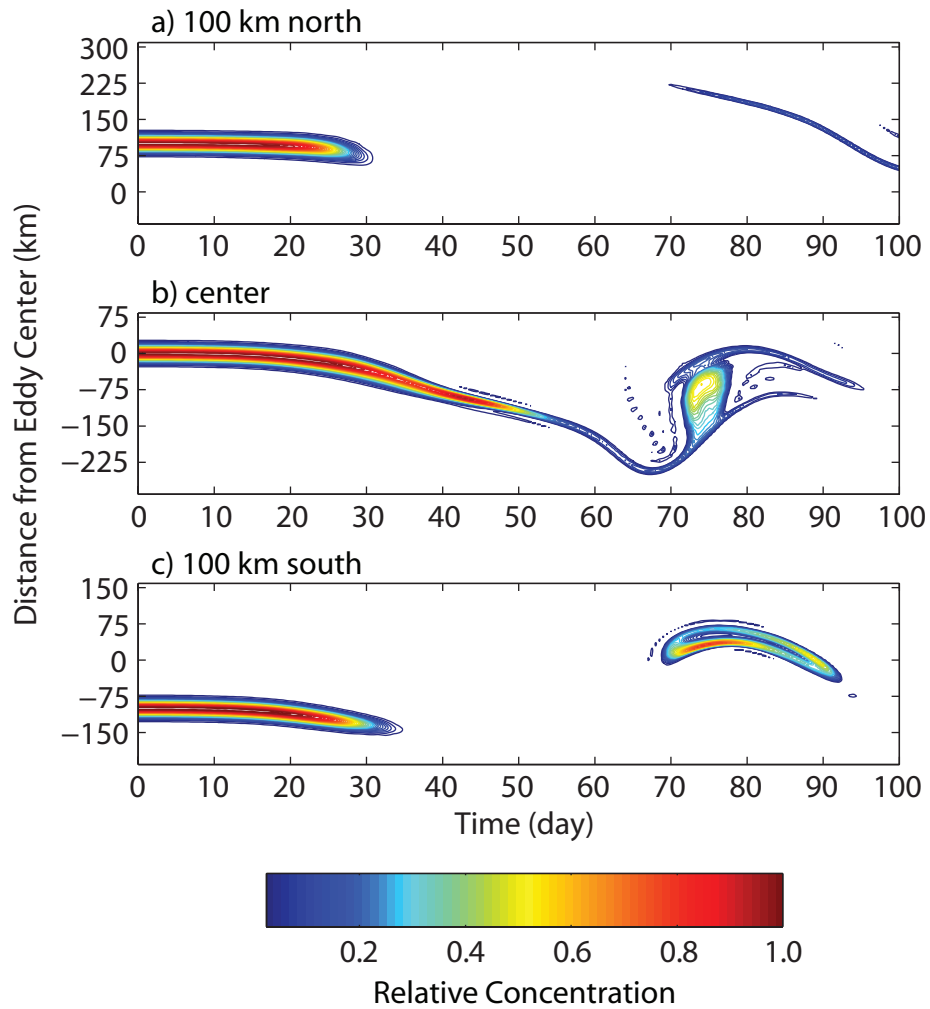 a) 100 km north
300
225
150
75
0
0 10 20 30 40 50 60 70 80 90 100
b) center
75
0
−75
−150
−225
0 10 20 30 40 50 60 70 80 90 100
c) 100 km south
150
75
0
−75
−150
0 10 20 30 40 50 60 70 80 90 100
Distance from Eddy Center (km)
Time (day)
0.2 0.4 0.6 0.8 1.0
Relative Concentration